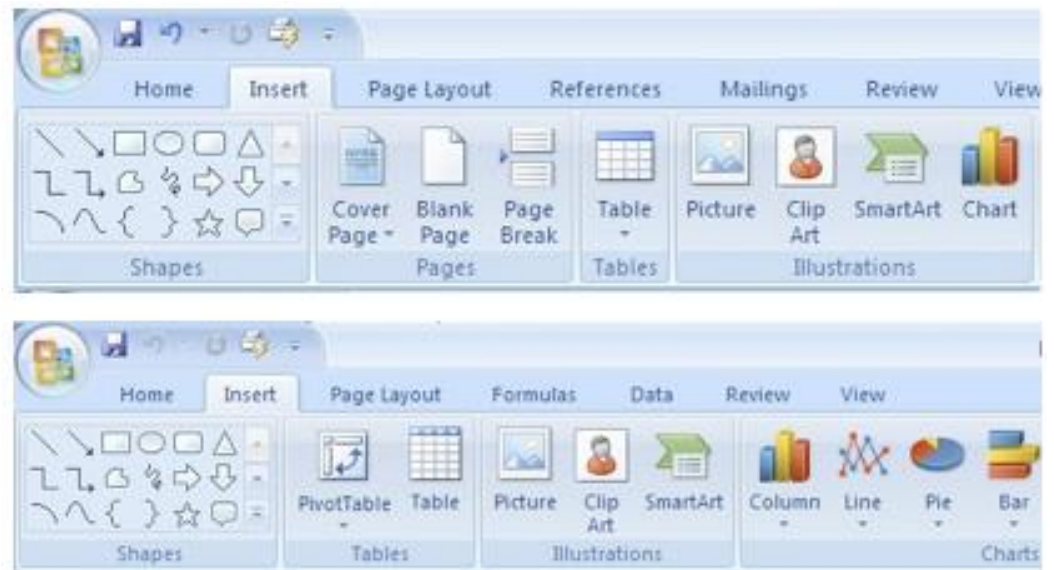 Home Insert Page Layout References Mailings Review View
Cover Page Blank Page Page Break Table Picture Clip Art SmartArt Chart
Shapes Pages Tables Illustrations
Home Insert Page Layout Formulas Data Review View
PivotTable Table Picture Clip Art SmartArt Column Line Pie Bar
Shapes Tables Illustrations Charts